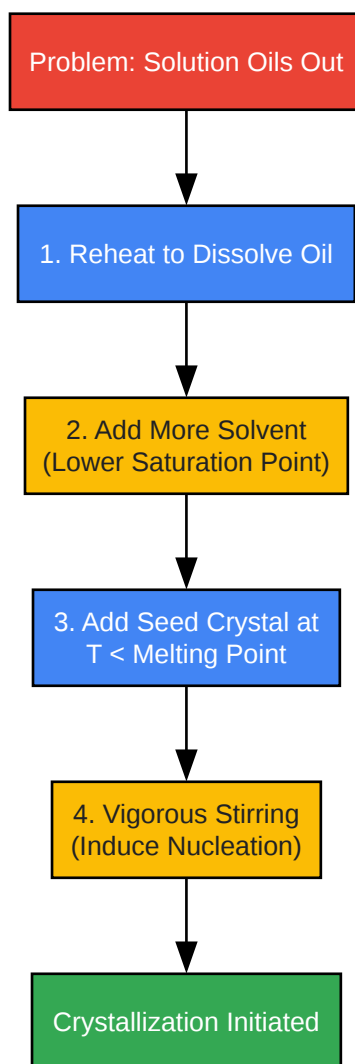 Problem: Solution Oils Out
1. Reheat to Dissolve Oil
2. Add More Solvent
(Lower Saturation Point)
3. Add Seed Crystal at
T < Melting Point
4. Vigorous Stirring
(Induce Nucleation)
Crystallization Initiated